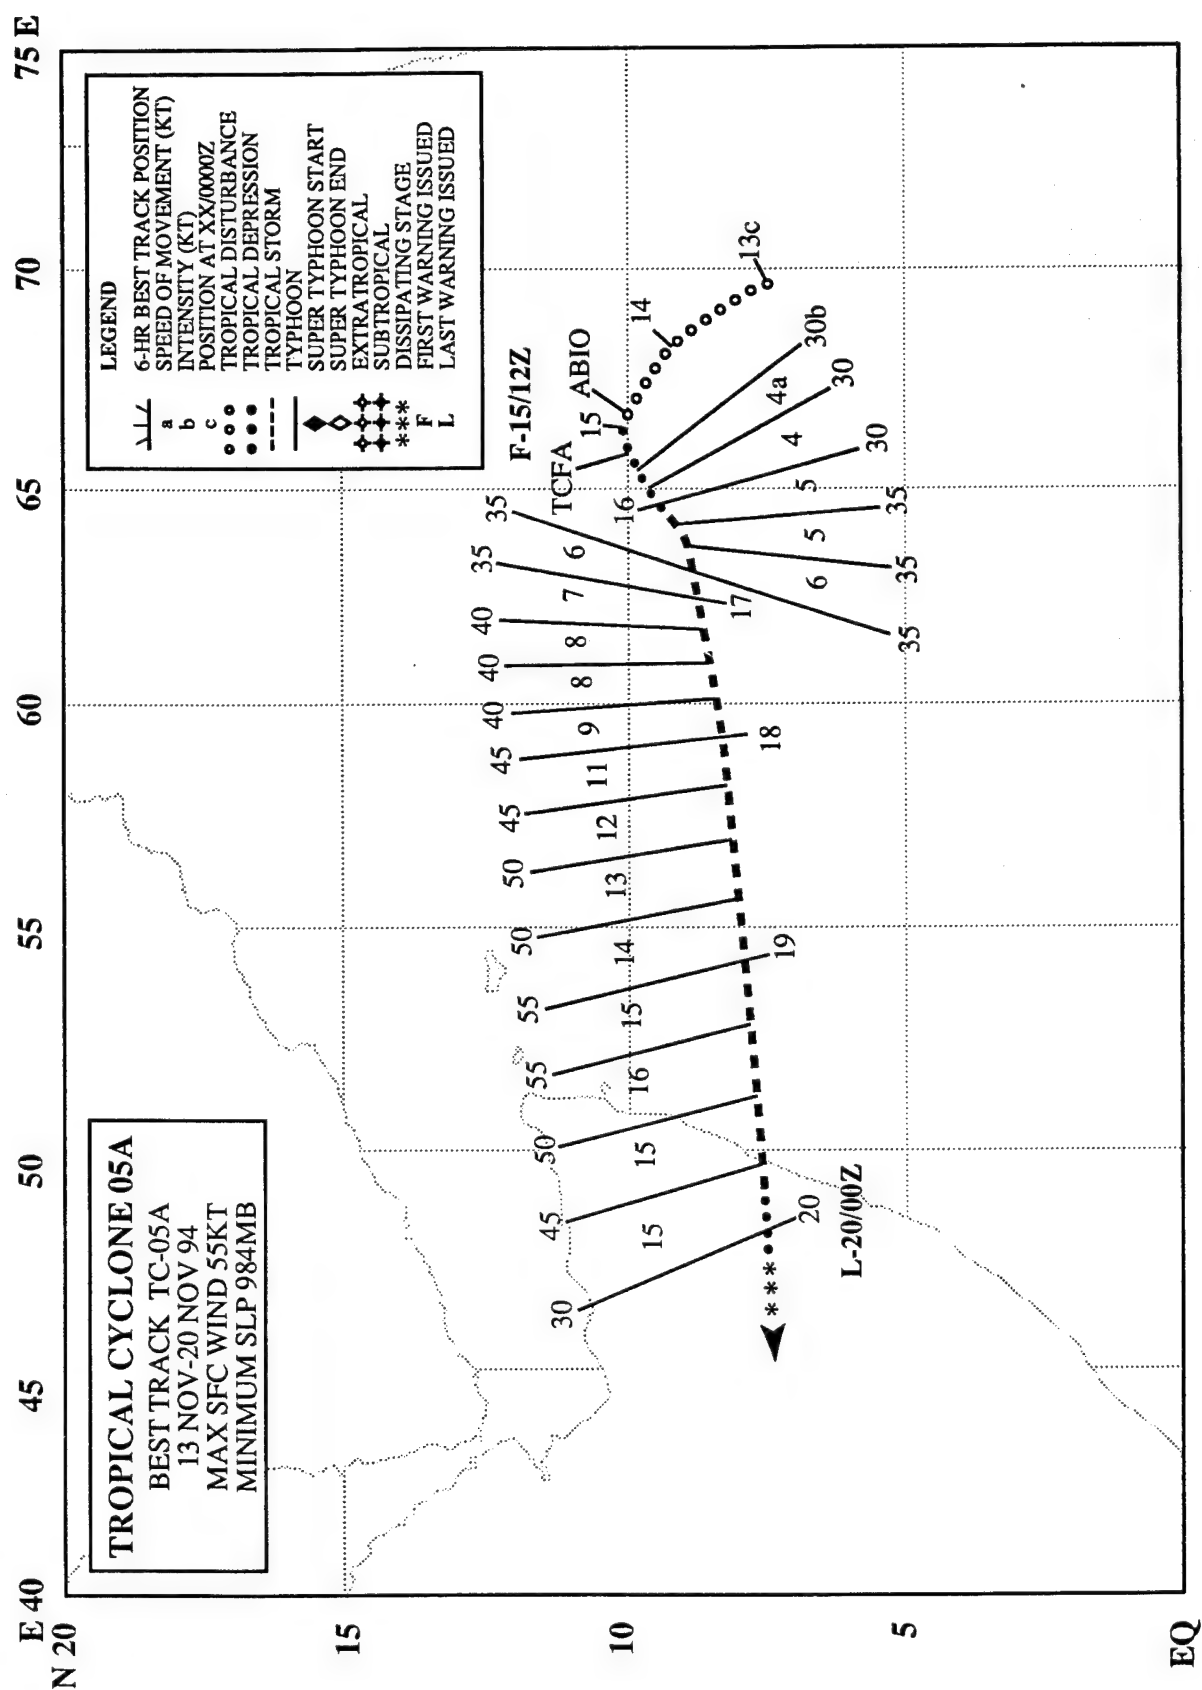 TROPICAL CYCLONE 05A
BEST TRACK TC-05A
13 NOV-20 NOV 94
MAX SFC WIND 55KT
MINIMUM SLP 984MB
LEGEND
6-HR BEST TRACK POSITION
a SPEED OF MOVEMENT (KT)
b INTENSITY (KT)
c POSITION AT XX/0000Z
TROPICAL DISTURBANCE
TROPICAL DEPRESSION
TROPICAL STORM
TYPHOON
SUPER TYPHOON START
SUPER TYPHOON END
EXTRATROPICAL
SUBTROPICAL
*** DISSIPATING STAGE
F FIRST WARNING ISSUED
L LAST WARNING ISSUED
E 40 45 50 55 60 65 70 75 E
N 20
15
10
5
EQ
F-15/12Z
TCFA
15
ABIO
14
13c
16
30b
4a
30
4
30
5
35
5
35
6
35
35
6
35
7
17
40
8
40
8
40
9
45
18
11
45
12
50
13
50
14
55
19
15
55
16
50
15
45
15
30
20
***
L-20/00Z